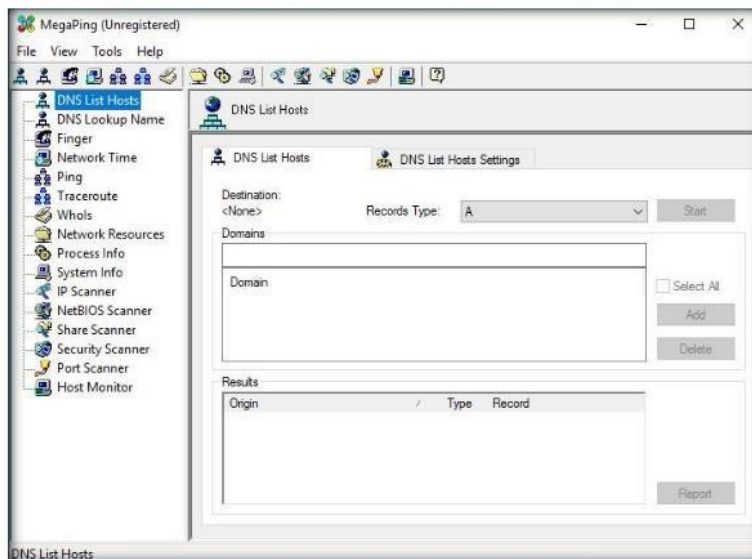 MegaPing (Unregistered)
File View Tools Help
DNS List Hosts
DNS Lookup Name
Finger
Network Time
Ping
Traceroute
WhoIs
Network Resources
Process Info
System Info
IP Scanner
NetBIOS Scanner
Share Scanner
Security Scanner
Port Scanner
Host Monitor
DNS List Hosts
DNS List Hosts DNS List Hosts Settings
Destination:
<None> Records Type: A Start
Domains
Domain
Select All
Add
Delete
Results
Origin Type Record
Report
DNS List Hosts